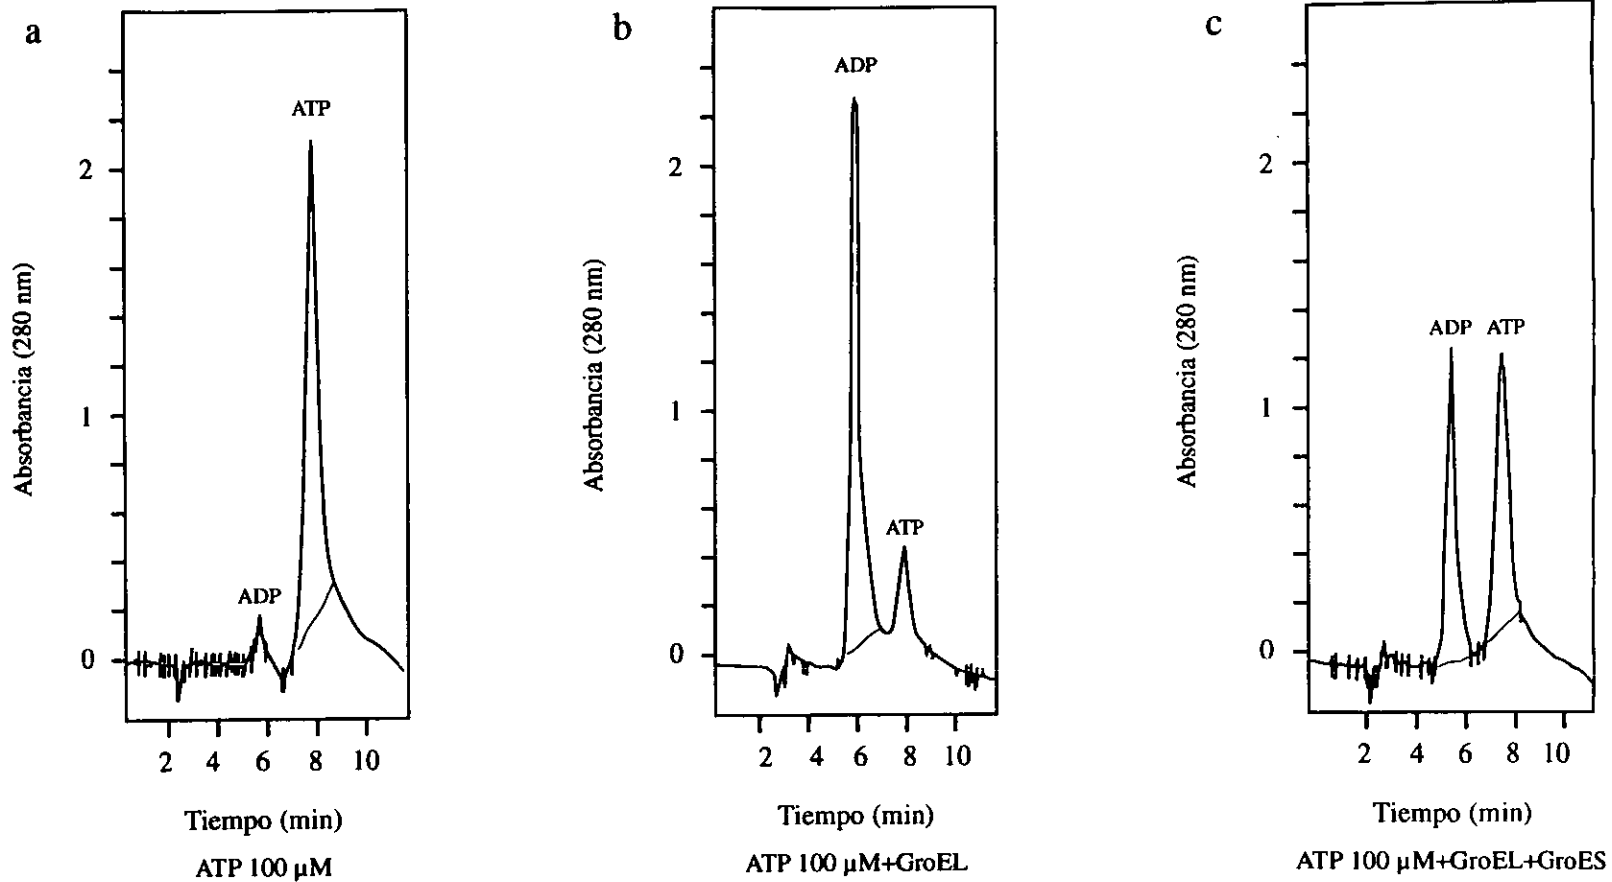 a
ATP
2
1
ADP
0
2 4 6 8 10
Absorbancia (280 nm)
Tiempo (min)
ATP 100 µM
b
ADP
2
1
ATP
0
2 4 6 8 10
Absorbancia (280 nm)
Tiempo (min)
ATP 100 µM+GroEL
c
2
ADP ATP
1
0
2 4 6 8 10
Absorbancia (280 nm)
Tiempo (min)
ATP 100 µM+GroEL+GroES